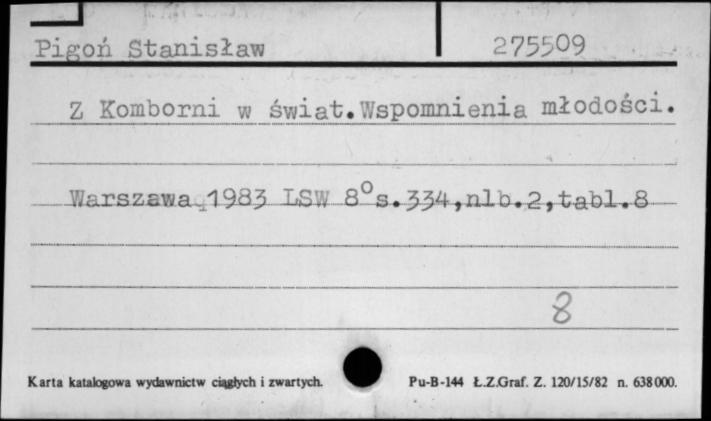 Pigoń Stanisław 275509
Z Komborni w świat.Wspomnienia młodości.
Warszawa 1983 LSW 8° s.334,nlb.2,tabl.8
8
Karta katalogowa wydawnictw ciągłych i zwartych. Pu-B-144 Ł.Z.Graf. Z. 120/15/82 n. 638 000.